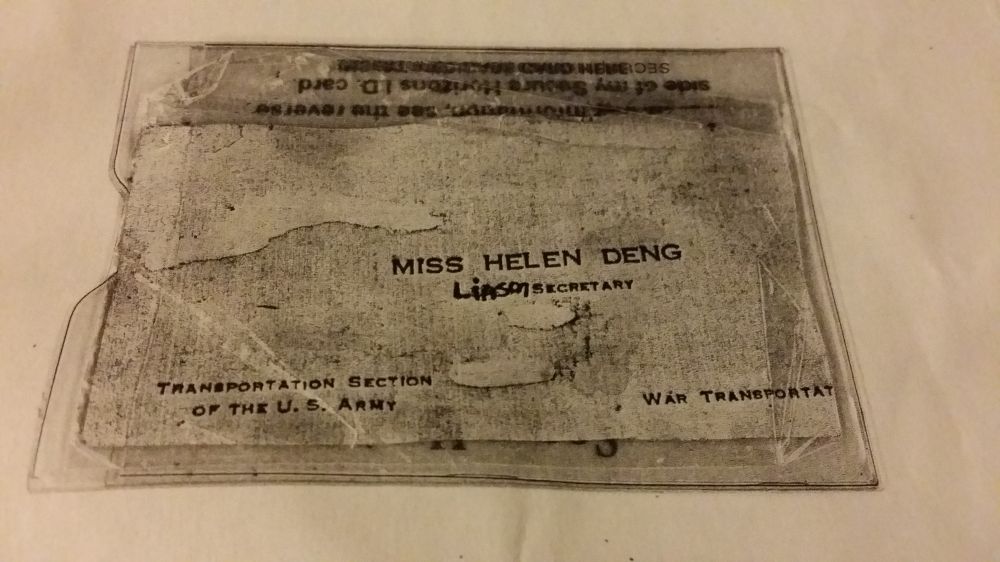 side of my Secure Horizons I.D. card.
information, see the reverse
MISS HELEN DENG
Liason SECRETARY
TRANSPORTATION SECTION
OF THE U. S. ARMY
WAR TRANSPORTAT